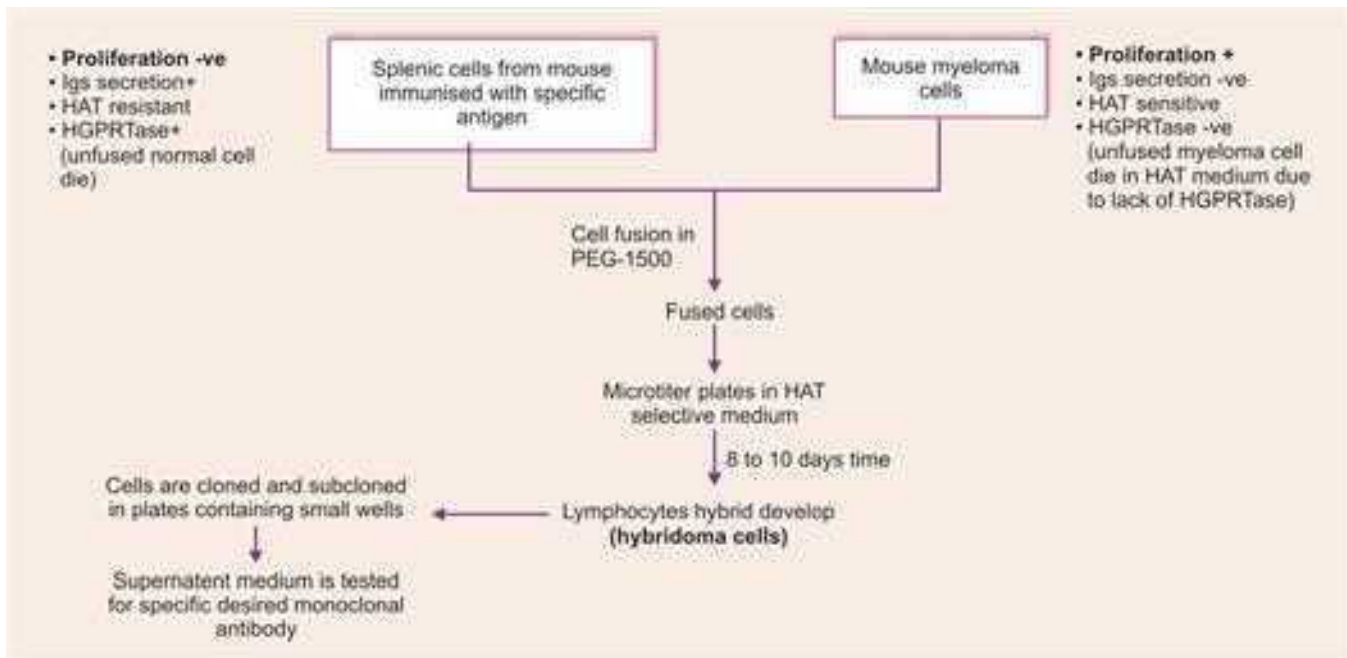 • Proliferation -ve
• Igs secretion+
• HAT resistant
• HGPRTase+
(unfused normal cell
die)
Splenic cells from mouse
immunised with specific
antigen
Mouse myeloma
cells
• Proliferation +
• Igs secretion -ve
• HAT sensitive
• HGPRTase -ve
(unfused myeloma cell
die in HAT medium due
to lack of HGPRTase)
Cell fusion in
PEG-1500
Fused cells
Microtiter plates in HAT
selective medium
8 to 10 days time
Lymphocytes hybrid develop
(hybridoma cells)
Cells are cloned and subcloned
in plates containing small wells
Supernatent medium is tested
for specific desired monoclonal
antibody